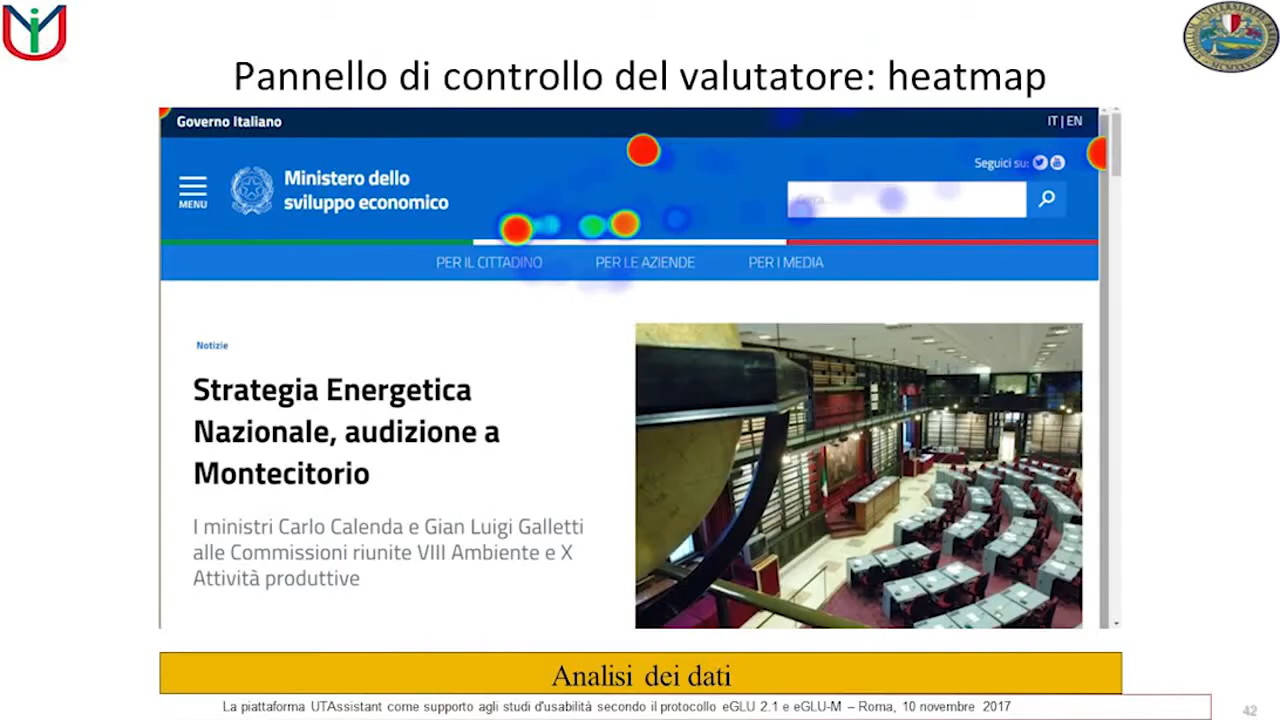 Pannello di controllo del valutatore: heatmap
Governo Italiano
IT | EN
Seguici su:
MENU
Ministero dello
sviluppo economico
PER IL CITTADINO
PER LE AZIENDE
PER I MEDIA
Notizie
Strategia Energetica
Nazionale, audizione a
Montecitorio
I ministri Carlo Calenda e Gian Luigi Galletti
alle Commissioni riunite VIII Ambiente e X
Attività produttive
Analisi dei dati
La piattaforma UTAssistant come supporto agli studi d'usabilità secondo il protocollo eGLU 2.1 e eGLU-M – Roma, 10 novembre 2017
42